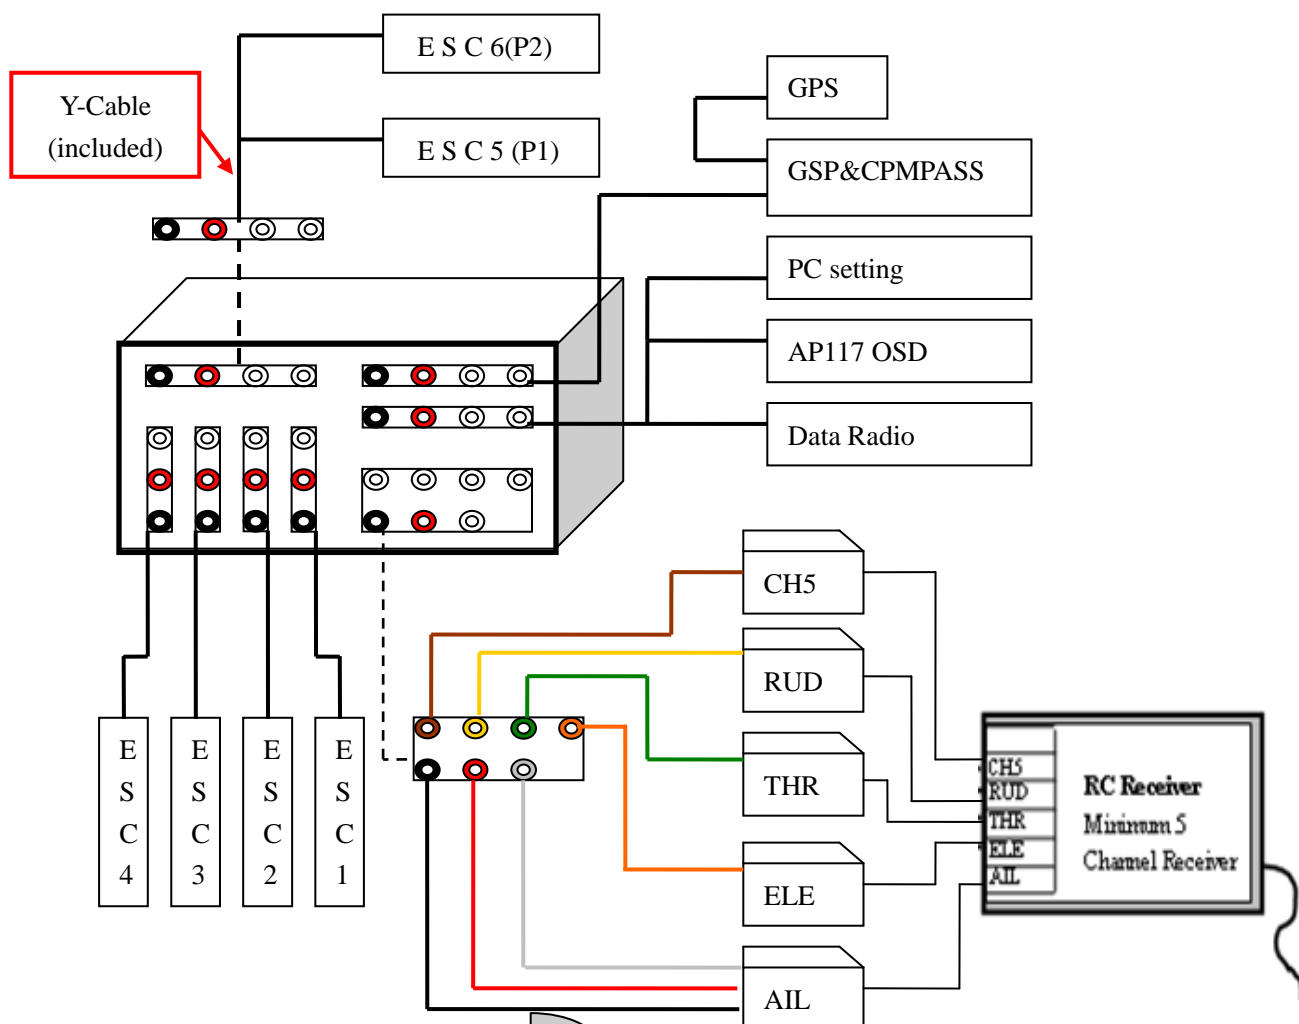 E S C 6(P2)
Y-Cable
(included)
E S C 5 (P1)
GPS
GSP&CPMPASS
PC setting
AP117 OSD
Data Radio
CH5
RUD
THR
ELE
AIL
CH5
RUD
THR
ELE
AIL
RC Receiver
Minimum 5
Channel Receiver
E
S
C
4
E
S
C
3
E
S
C
2
E
S
C
1